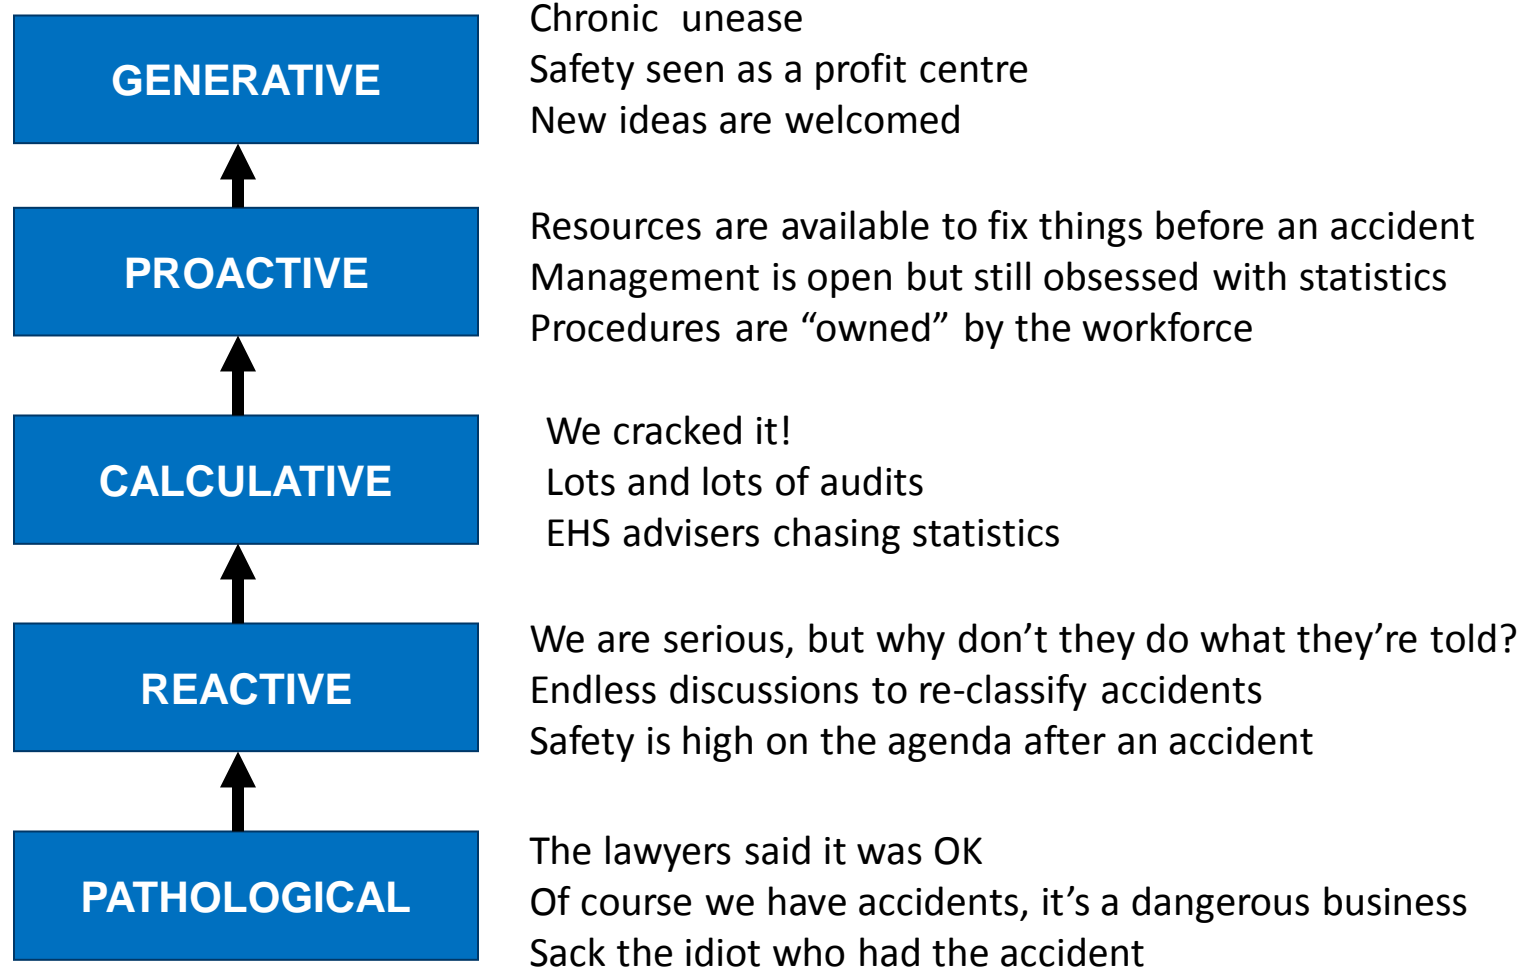 GENERATIVE
Chronic unease
Safety seen as a profit centre
New ideas are welcomed
PROACTIVE
Resources are available to fix things before an accident
Management is open but still obsessed with statistics
Procedures are “owned” by the workforce
CALCULATIVE
We cracked it!
Lots and lots of audits
EHS advisers chasing statistics
REACTIVE
We are serious, but why don’t they do what they’re told?
Endless discussions to re-classify accidents
Safety is high on the agenda after an accident
PATHOLOGICAL
The lawyers said it was OK
Of course we have accidents, it’s a dangerous business
Sack the idiot who had the accident